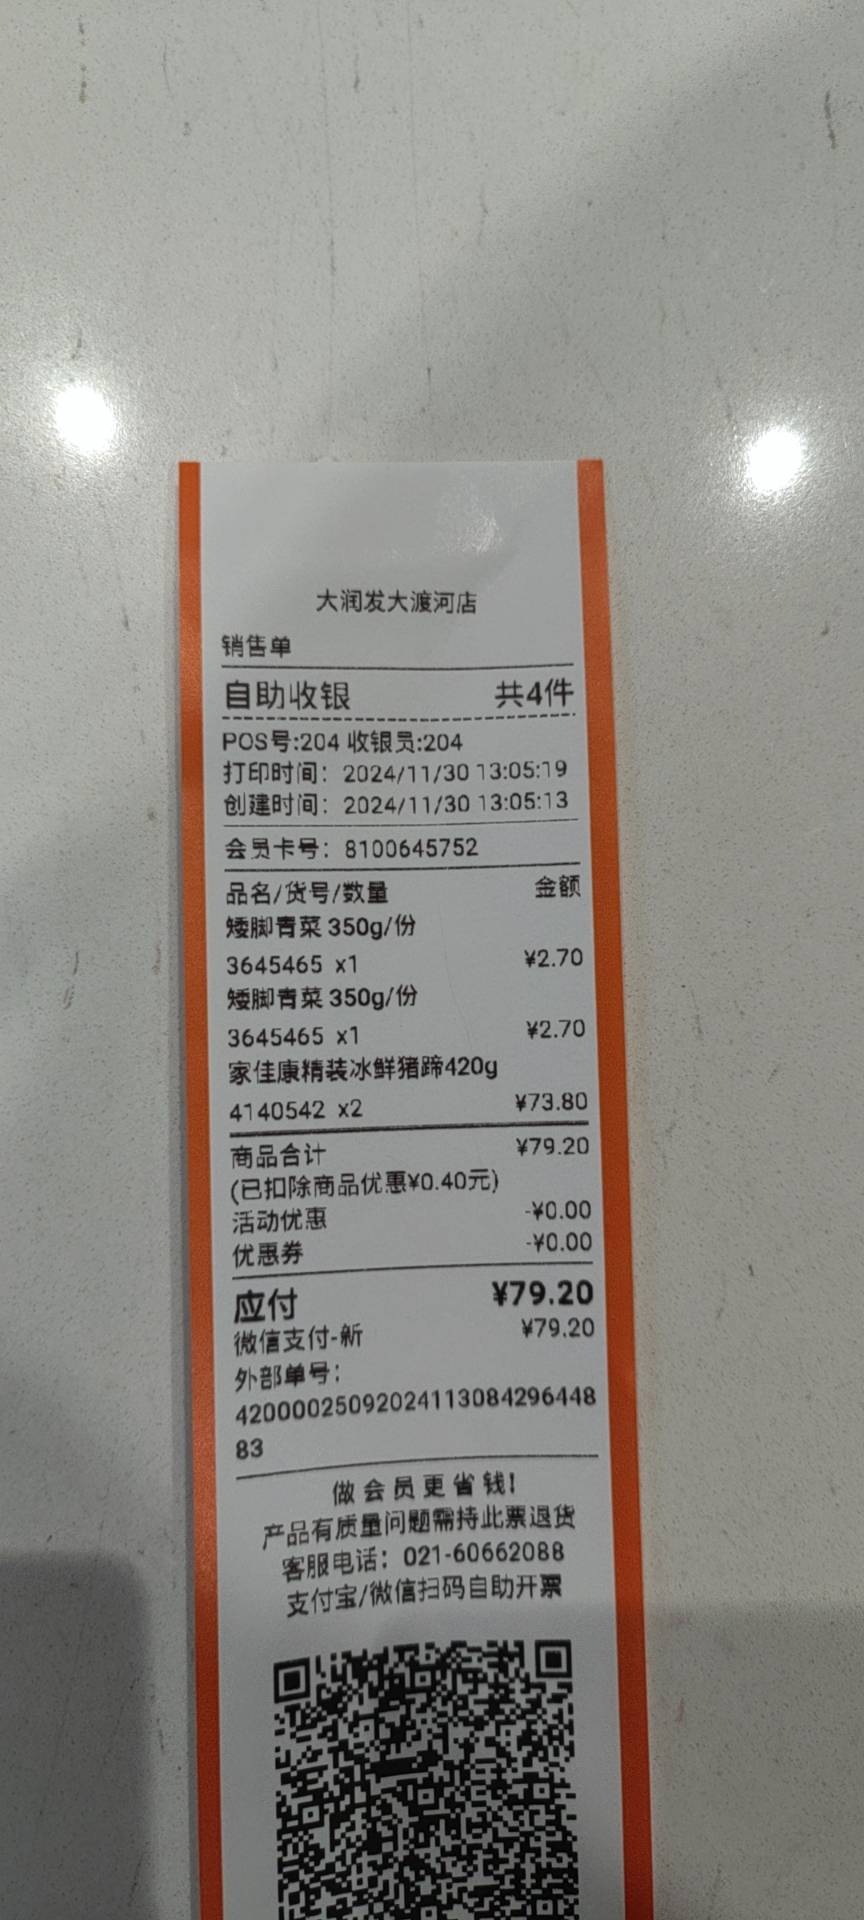 大润发大渡河店
销售单
自助收银 共4件
POS号:204 收银员:204
打印时间：2024/11/30 13:05:19
创建时间：2024/11/30 13:05:13
会员卡号：8100645752
品名/货号/数量 金额
矮脚青菜 350g/份
3645465 x1 ¥2.70
矮脚青菜 350g/份
3645465 x1 ¥2.70
家佳康精装冰鲜猪蹄420g
4140542 x2 ¥73.80
商品合计 ¥79.20
(已扣除商品优惠¥0.40元)
活动优惠 -¥0.00
优惠券 -¥0.00
应付 ¥79.20
微信支付-新 ¥79.20
外部单号：
42000025092024113084296448
83
做会员更省钱!
产品有质量问题需持此票退货
客服电话：021-60662088
支付宝/微信扫码自助开票